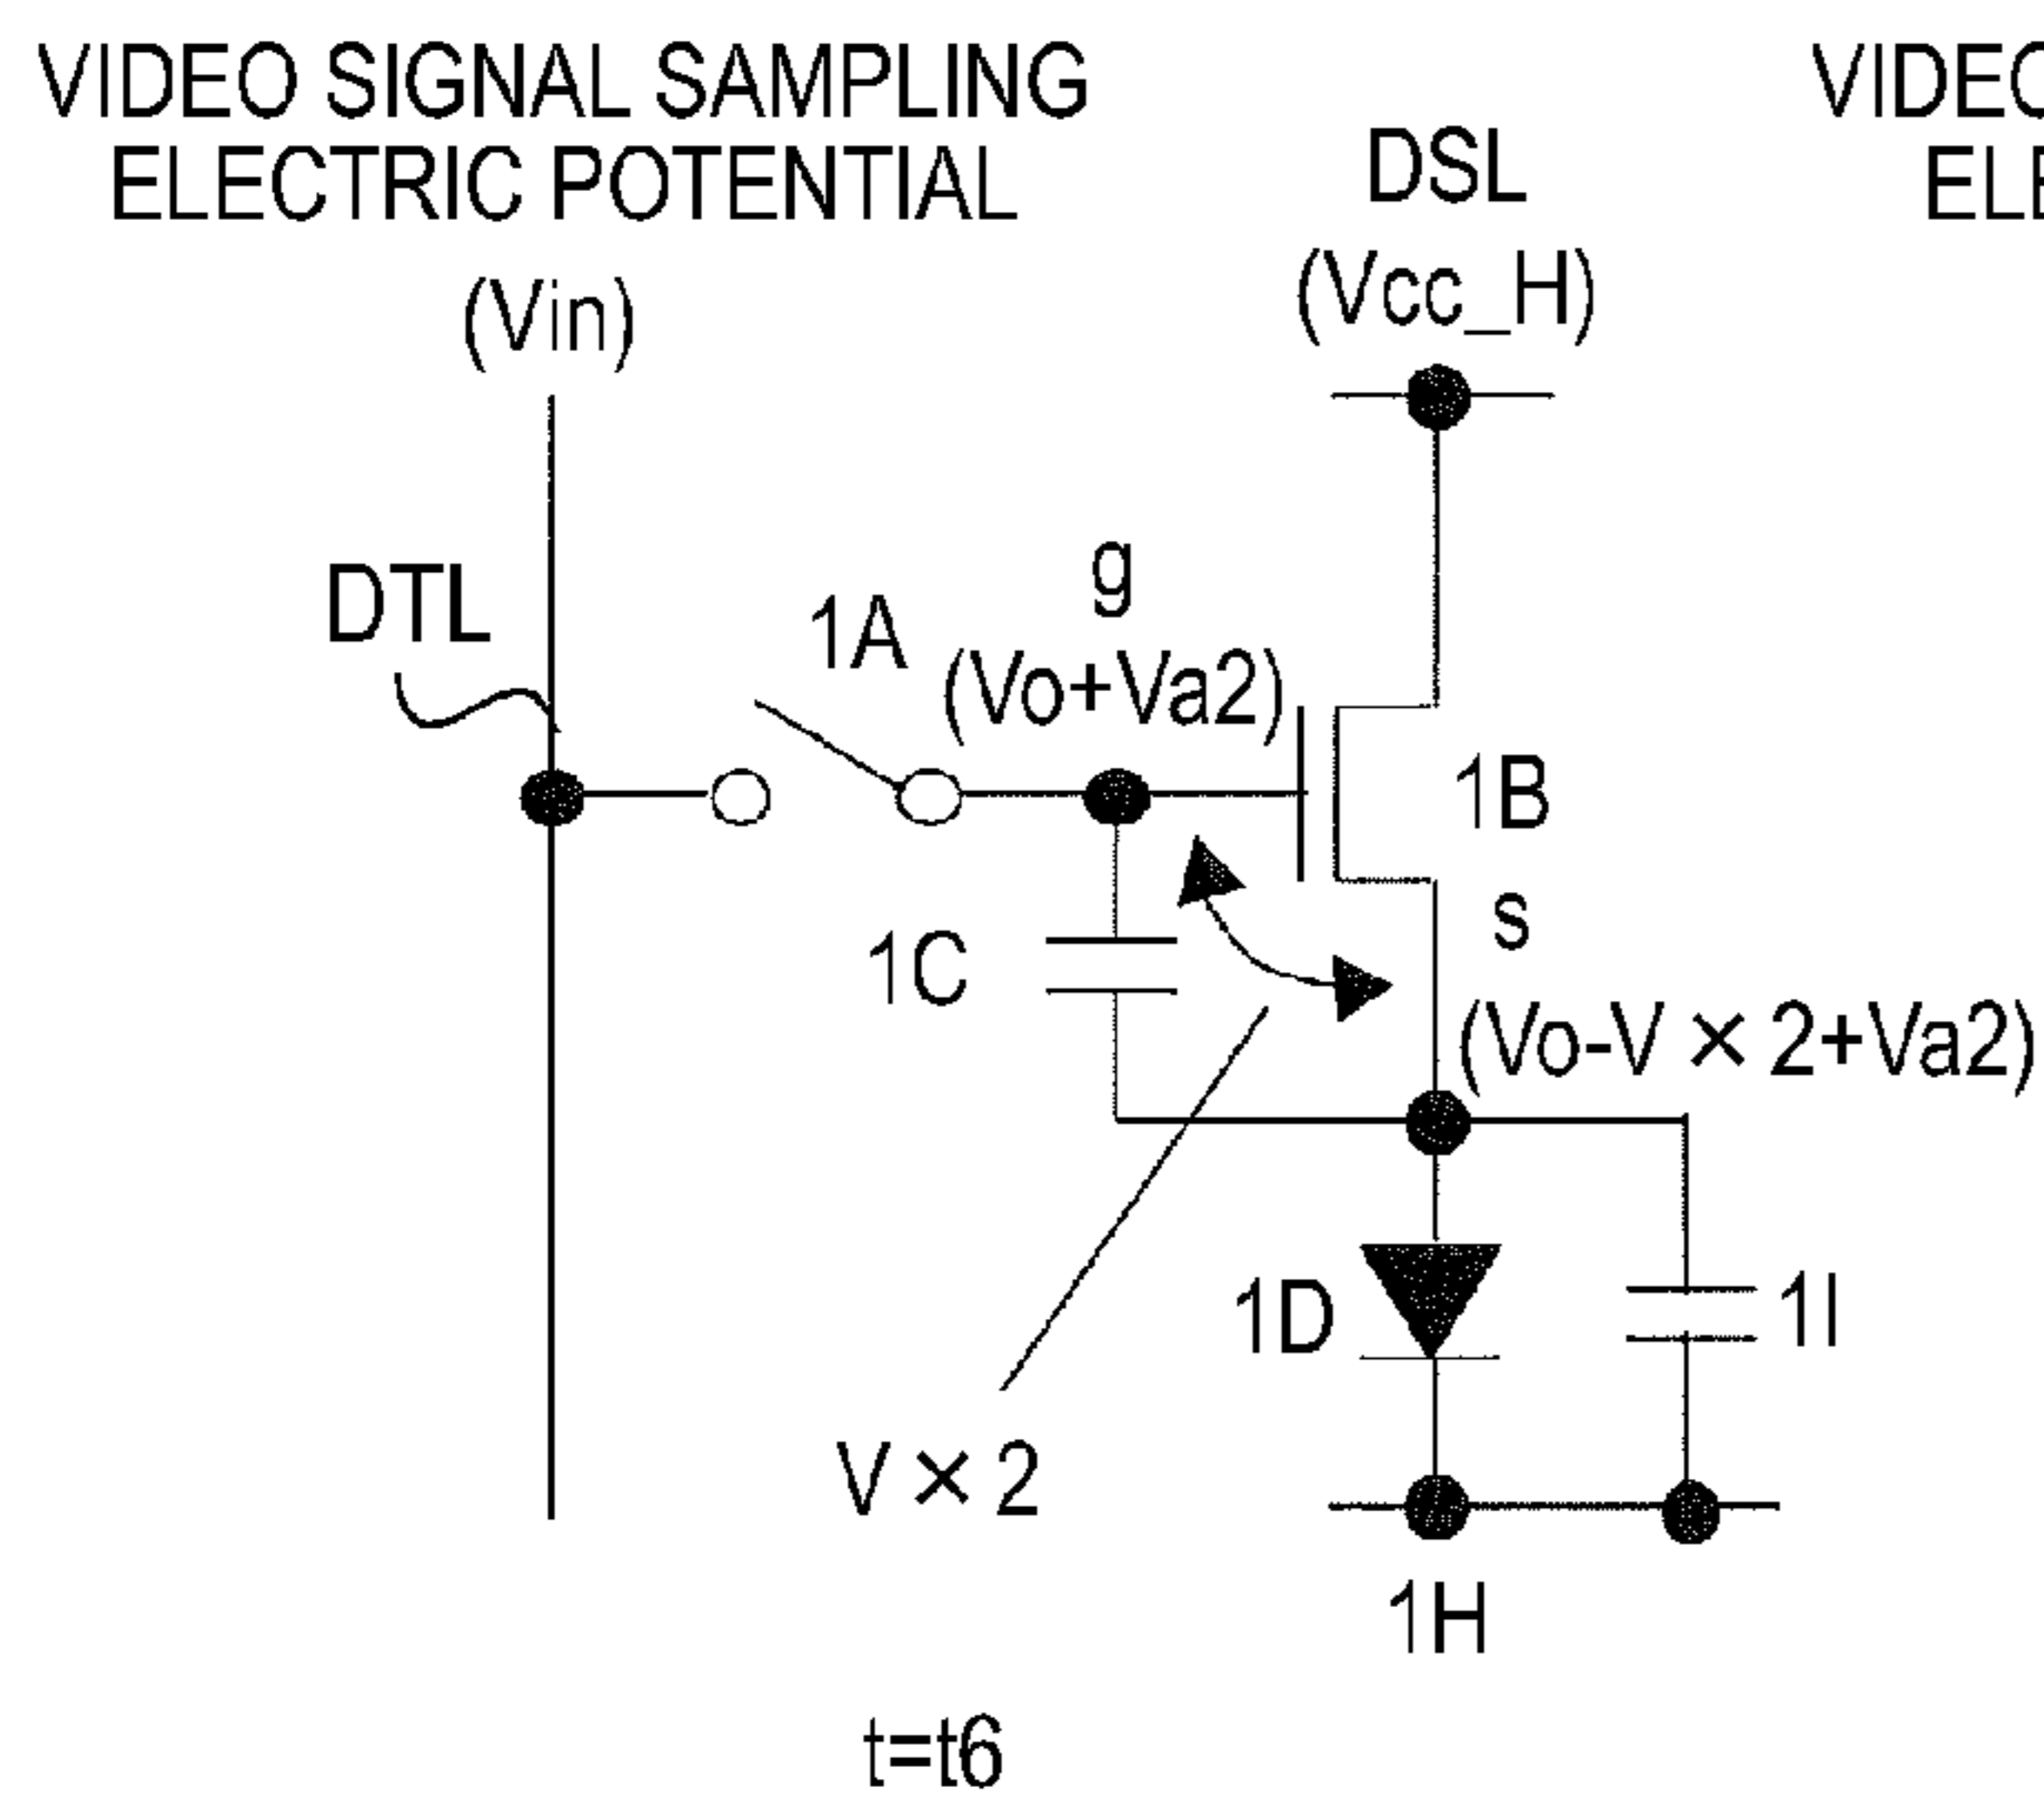 VIDEO SIGNAL SAMPLING
ELECTRIC POTENTIAL
(Vin)
DSL
(Vcc_H)
DTL
1A
g
(Vo+Va2)
1B
s
(Vo-V × 2+Va2)
1C
1D
1I
V × 2
1H
t=t6